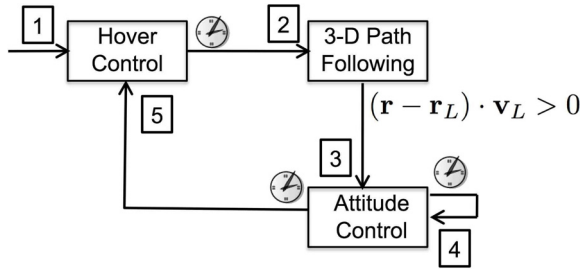 1
Hover
Control
2
3-D Path
Following
(r − r_L) · v_L > 0
5
3
Attitude
Control
4